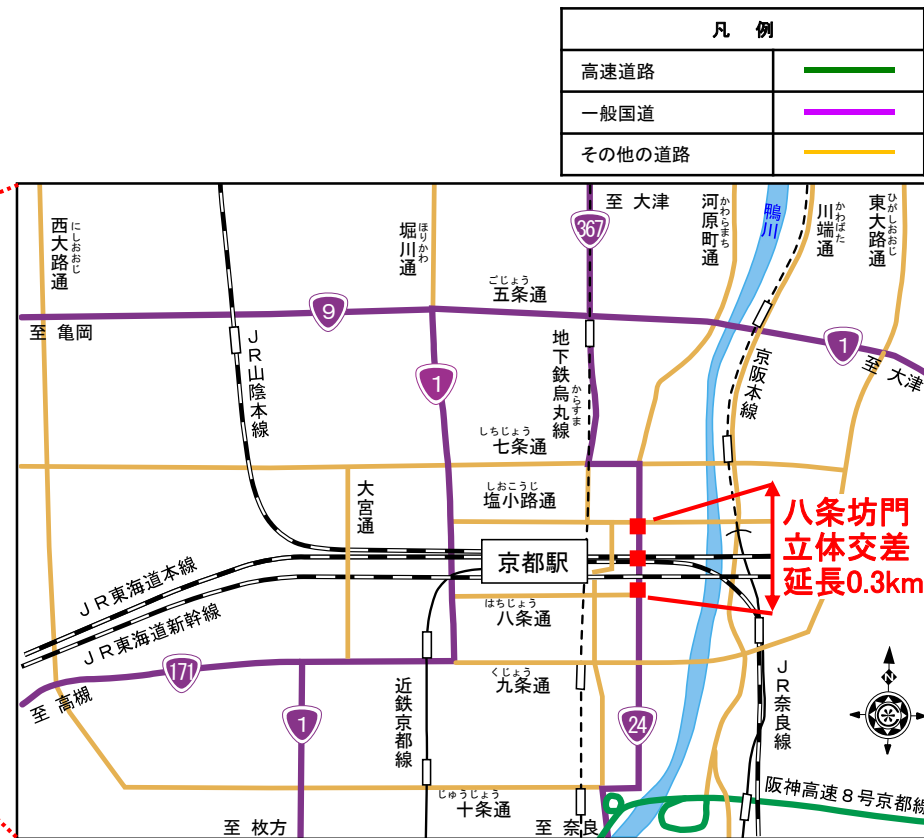 凡 例
高速道路
一般国道
その他の道路
至 大津
367
西大路通
にしおおじ
堀川通
ほりかわ
河原町通
かわらまち
鴨川
川端通
かわばた
東大路通
ひがしおおじ
ごじょう
五条通
9
至 亀岡
1
至 大津
JR山陰本線
1
地下鉄烏丸線
からすま
京阪本線
しちじょう
七条通
大宮通
しおこうじ
塩小路通
八条坊門
立体交差
延長0.3km
京都駅
JR東海道本線
JR東海道新幹線
はちじょう
八条通
171
至 高槻
くじょう
九条通
近鉄京都線
1
24
JR奈良線
N
阪神高速8号京都線
じゅうじょう
十条通
至 枚方
至 奈良